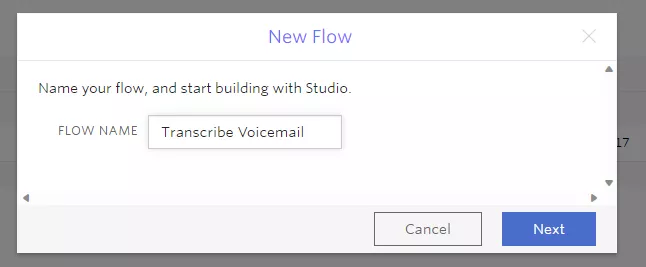 New Flow
Name your flow, and start building with Studio.
FLOW NAME Transcribe Voicemail
17
Cancel Next